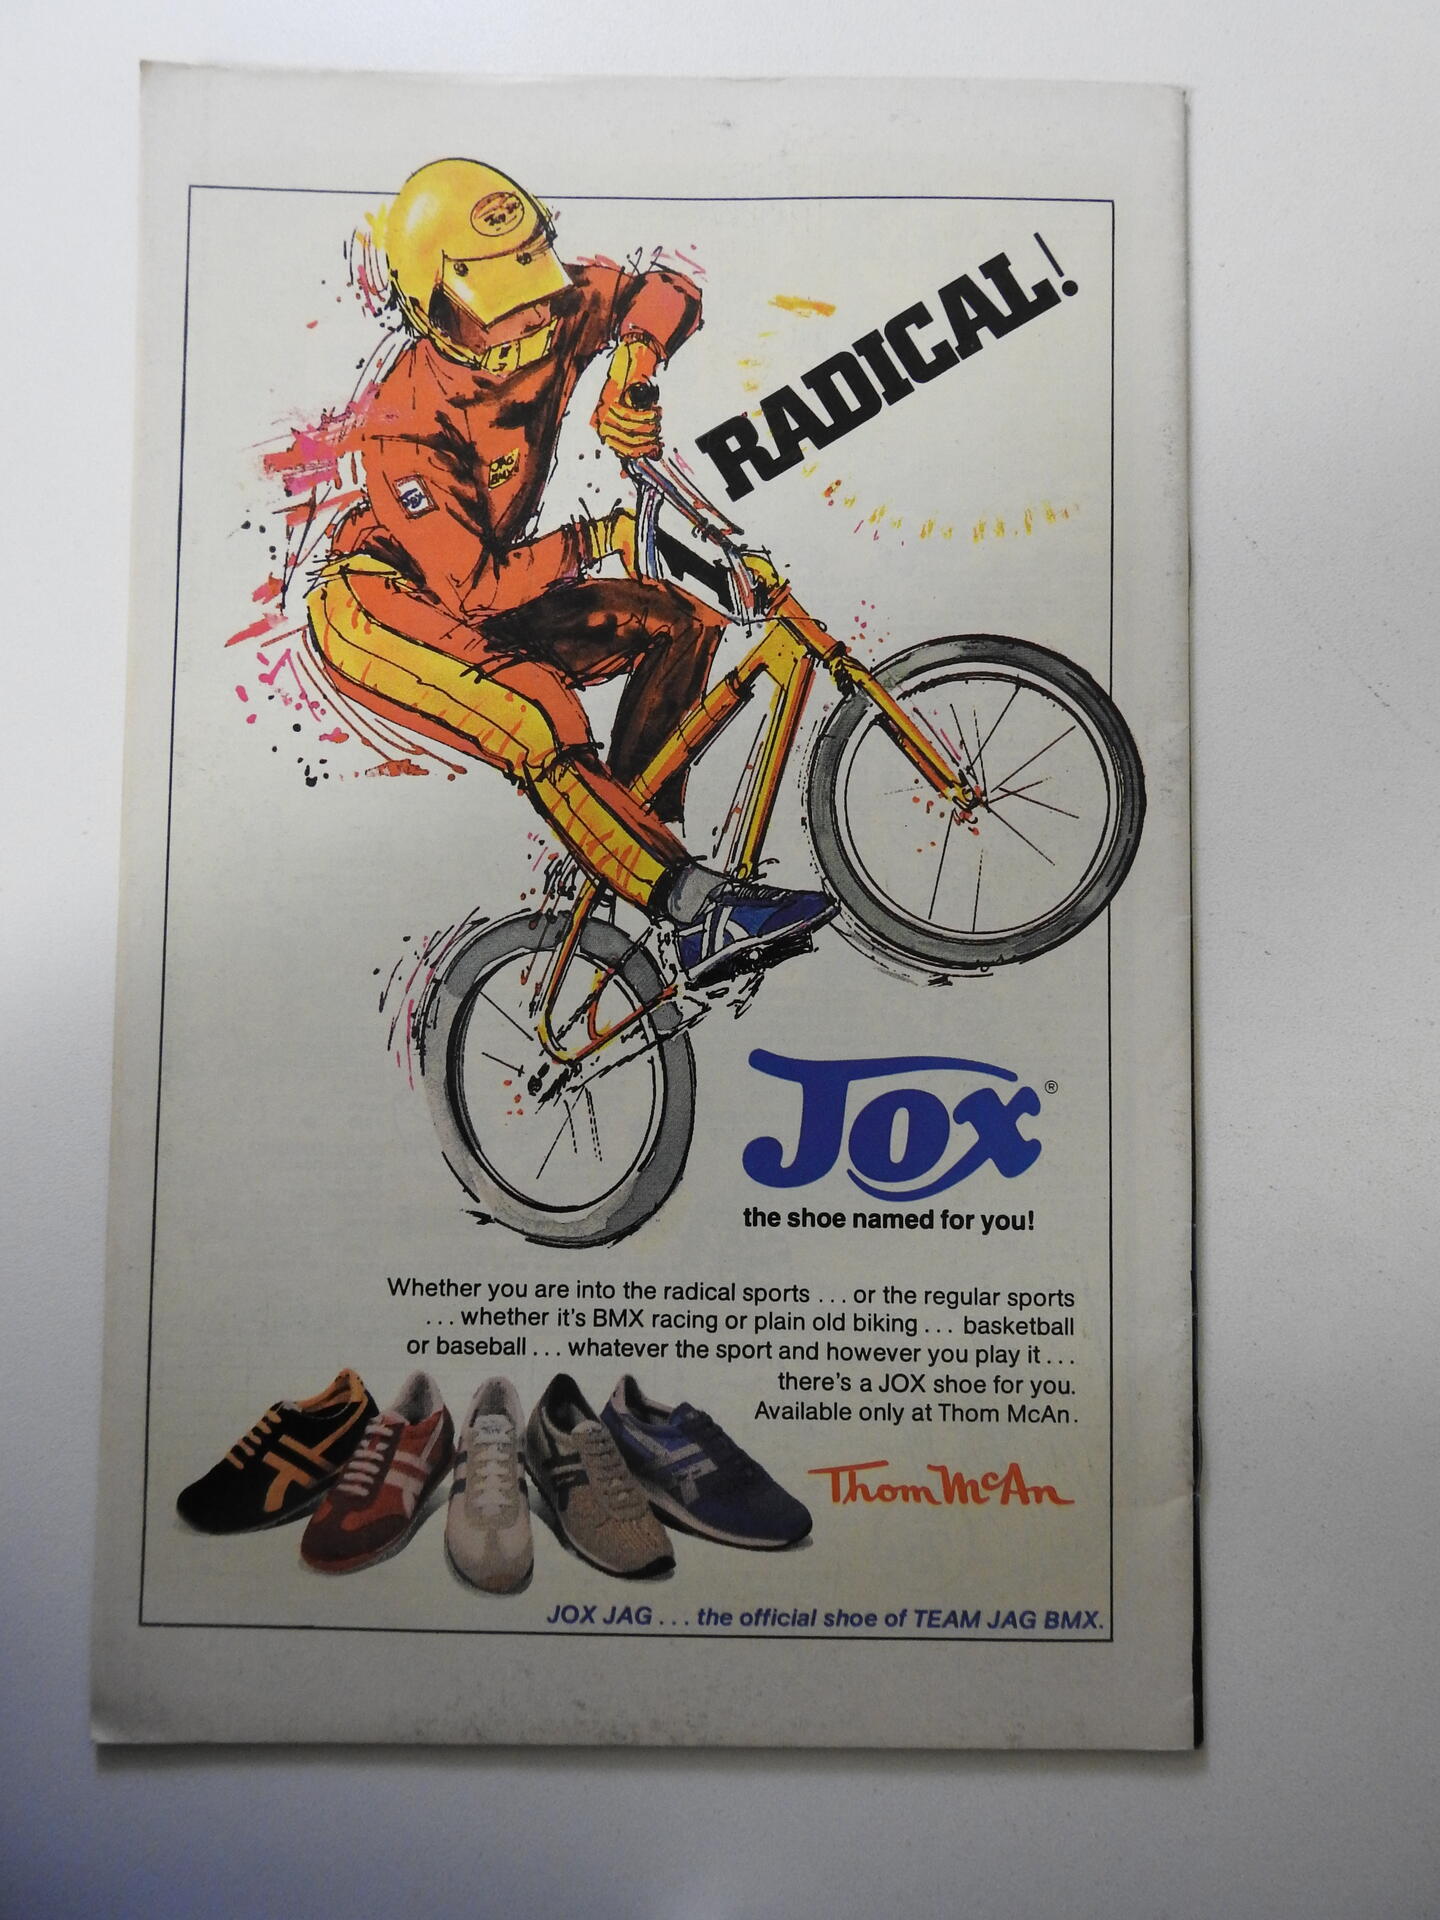 RADICAL!
JAG
BMX
Jox®
the shoe named for you!
Whether you are into the radical sports . . . or the regular sports
. . . whether it's BMX racing or plain old biking . . . basketball
or baseball . . . whatever the sport and however you play it . . .
there's a JOX shoe for you.
Available only at Thom McAn.
Thom McAn
JOX JAG . . . the official shoe of TEAM JAG BMX.